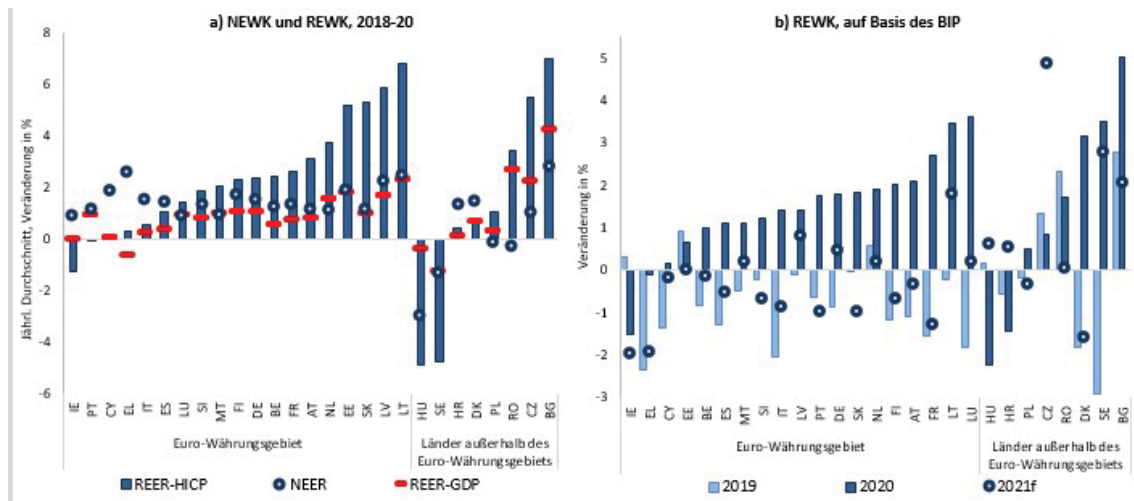 a) NEWK und REWK, 2018-20
Jährl. Durchschnitt, Veränderung in %
8
6
4
2
0
-2
-4
-6
IE PT CY EL IT ES LU SI MT FI DE BE FR AT NL EE SK LV LT HU SE HR DK PL RO CZ BG
Euro-Währungsgebiet
Länder außerhalb des
Euro-Währungsgebiets
REER-HICP NEER REER-GDP
b) REWK, auf Basis des BIP
Veränderung in %
5
4
3
2
1
0
-1
-2
-3
IE EL CY EE BE ES MT SI IT LV PT DE SK NL FI AT FR LT LU HU HR PL CZ RO DK SE BG
Euro-Währungsgebiet
Länder außerhalb des
Euro-Währungsgebiets
2019 2020 2021f